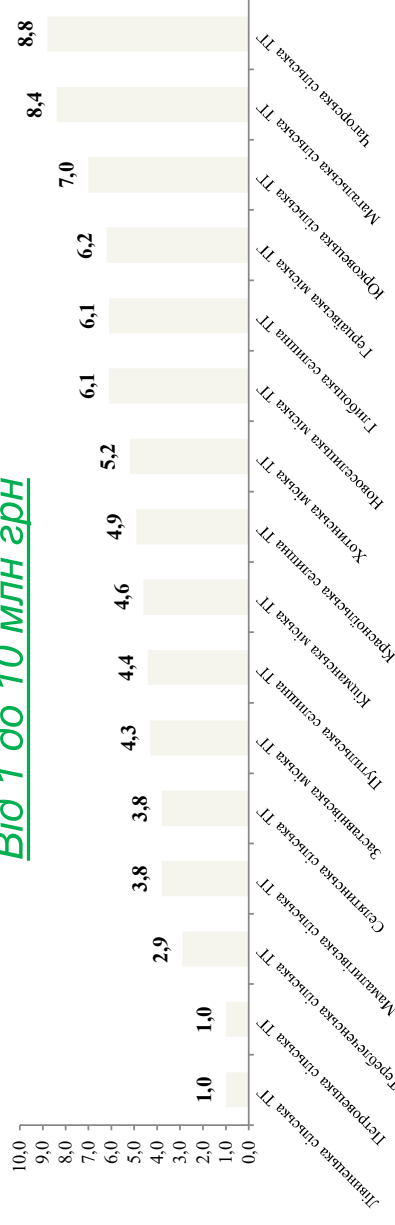 Від 1 до 10 млн грн
10,0
9,0
8,0
7,0
6,0
5,0
4,0
3,0
2,0
1,0
0,0
1,0
1,0
2,9
3,8
3,8
4,3
4,4
4,6
4,9
5,2
6,1
6,1
6,2
7,0
8,4
8,8
Лівинецька сільська ТГ
Петровецька сільська ТГ
Тереблеченська сільська ТГ
Мамалигівська сільська ТГ
Селятинська сільська ТГ
Заставнівська міська ТГ
Путильська селищна ТГ
Кіцманська міська ТГ
Красноїльська селищна ТГ
Хотинська міська ТГ
Новоселицька міська ТГ
Глибоцька селищна ТГ
Герцаївська міська ТГ
Юрковецька сільська ТГ
Магальська сільська ТГ
Чагорська сільська ТГ